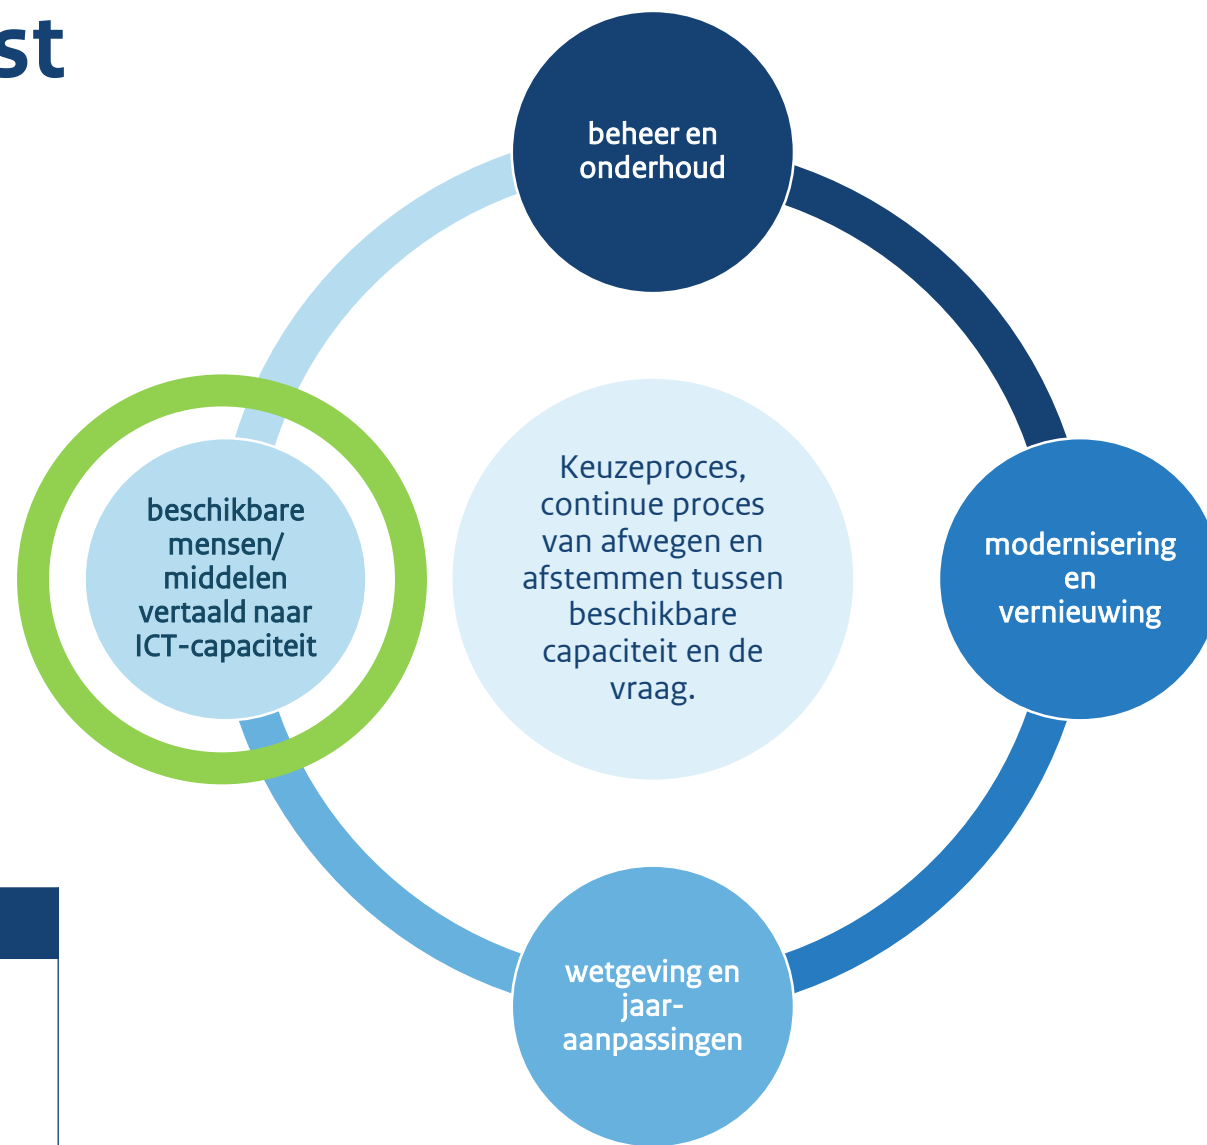 st
beheer en
onderhoud
Keuzeproces,
continue proces
van afwegen en
afstemmen tussen
beschikbare
capaciteit en de
vraag.
beschikbare
mensen/
middelen
vertaald naar
ICT-capaciteit
modernisering
en
vernieuwing
wetgeving en
jaar-
aanpassingen